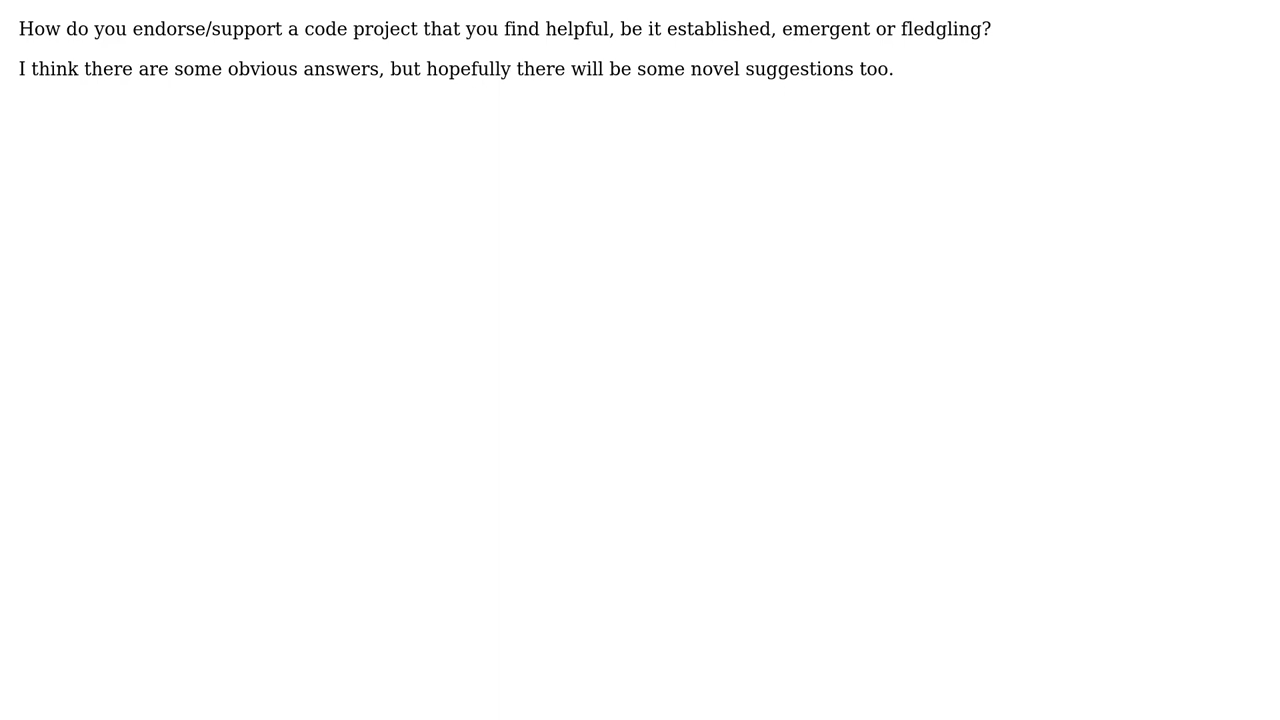 How do you endorse/support a code project that you find helpful, be it established, emergent or fledgling?
I think there are some obvious answers, but hopefully there will be some novel suggestions too.